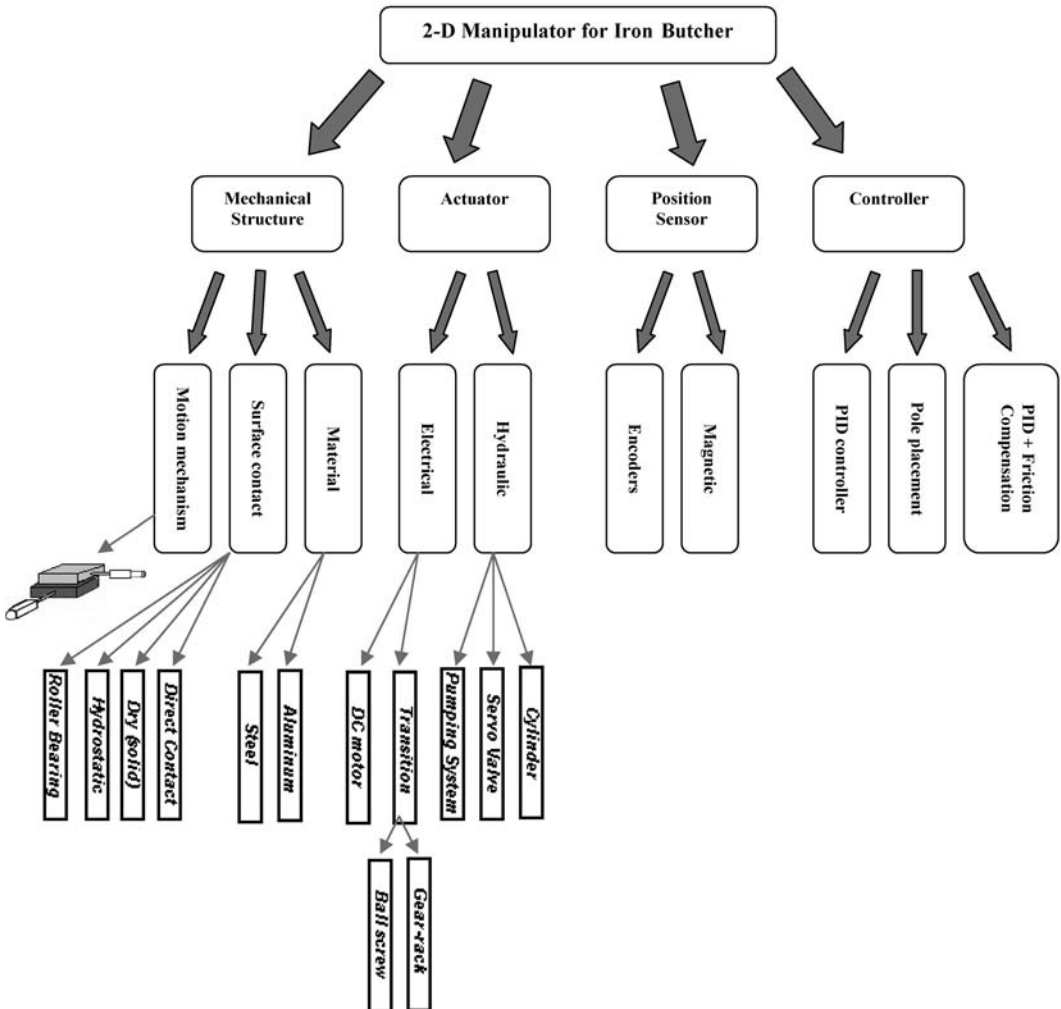 2-D Manipulator for Iron Butcher
Mechanical
Structure
Actuator
Position
Sensor
Controller
Motion mechanism
Surface contact
Material
Electrical
Hydraulic
Encoders
Magnetic
PID controller
Pole placement
PID + Friction
Compensation
Roller Bearing
Hydrostatic
Dry (solid)
Direct Contact
Steel
Aluminum
DC motor
Transition
Pumping System
Servo Valve
Cylinder
Ball screw
Gear-rack